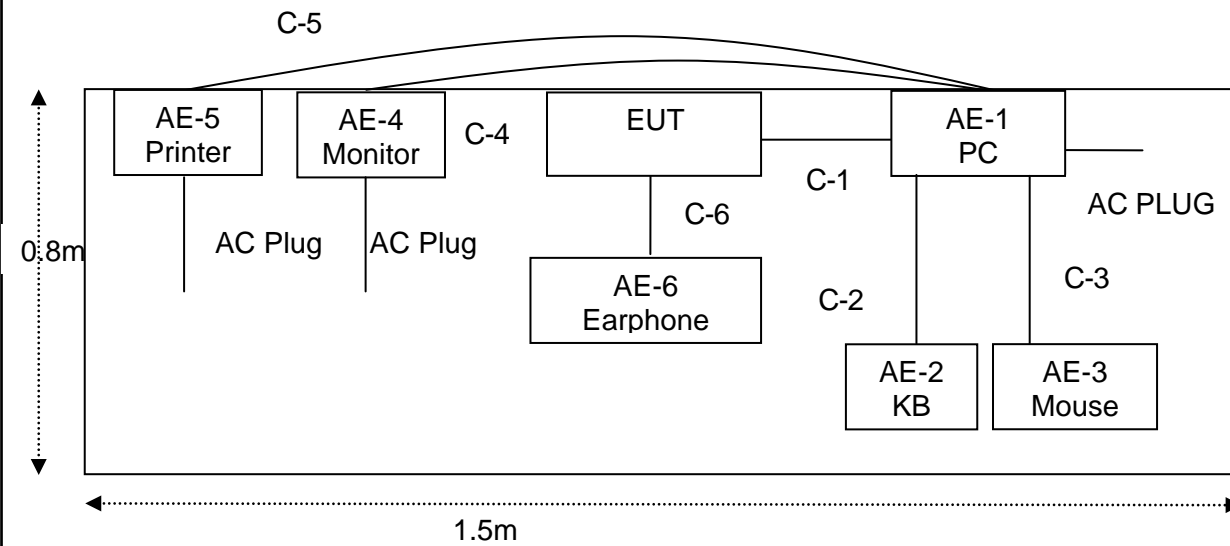 C-5
AE-5
Printer
AE-4
Monitor
C-4
EUT
AE-1
PC
C-1
AC PLUG
C-6
0.8m
AC Plug
AC Plug
AE-6
Earphone
C-2
C-3
AE-2
KB
AE-3
Mouse
1.5m